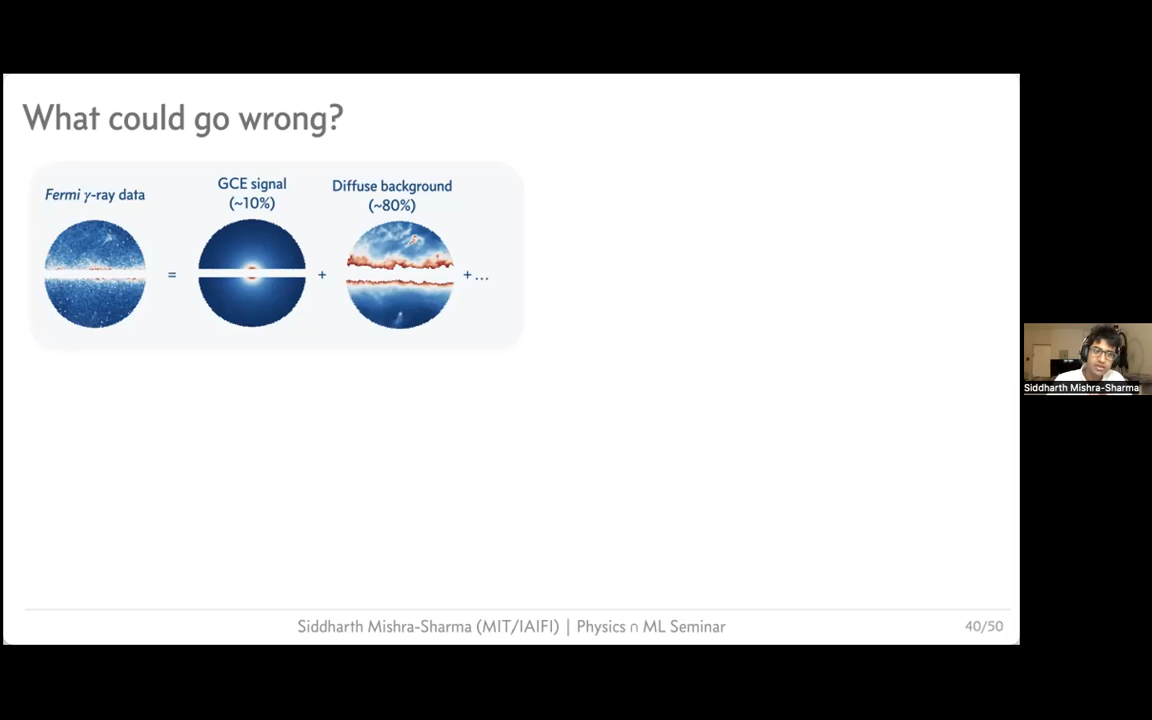 What could go wrong?
Fermi γ-ray data
=
GCE signal
(~10%)
+
Diffuse background
(~80%)
+ ...
Siddharth Mishra-Sharma
Siddharth Mishra-Sharma (MIT/IAIFI) | Physics ∩ ML Seminar
40/50